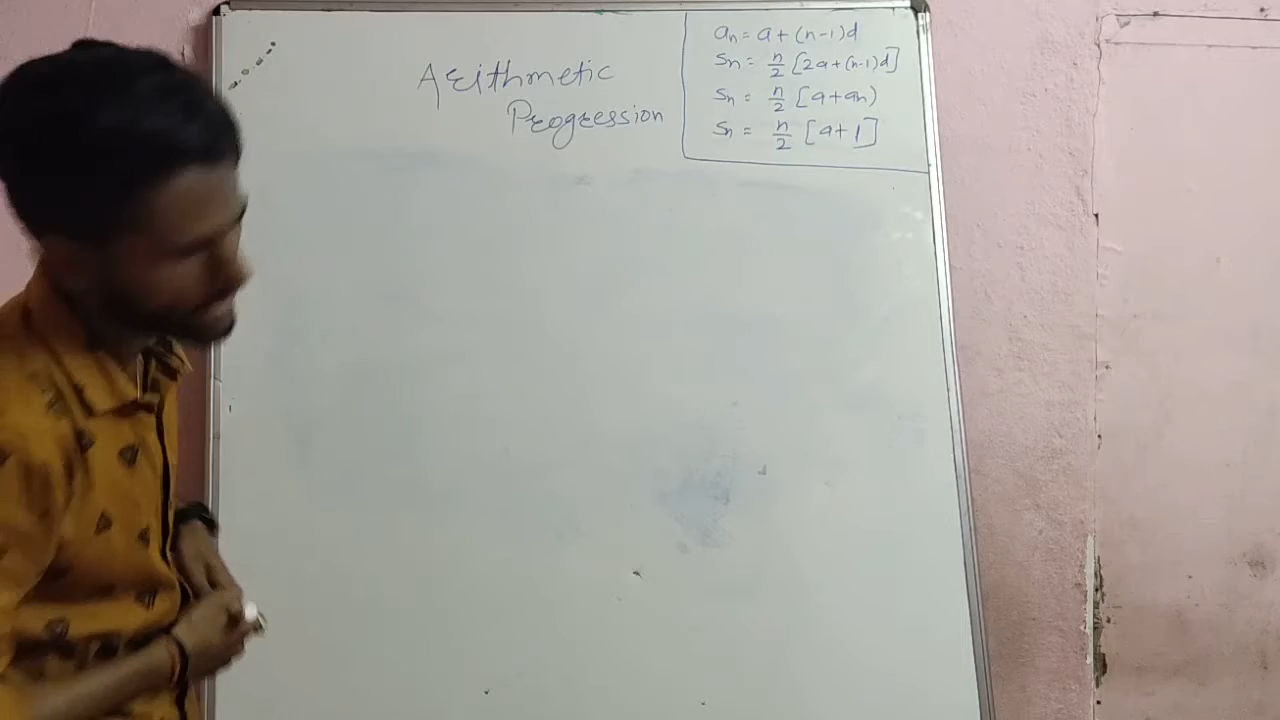 Arithmetic
Progression
an = a + (n-1)d
Sn = n/2 [2a + (n-1)d]
Sn = n/2 [a + an)
Sn = n/2 [a + l]